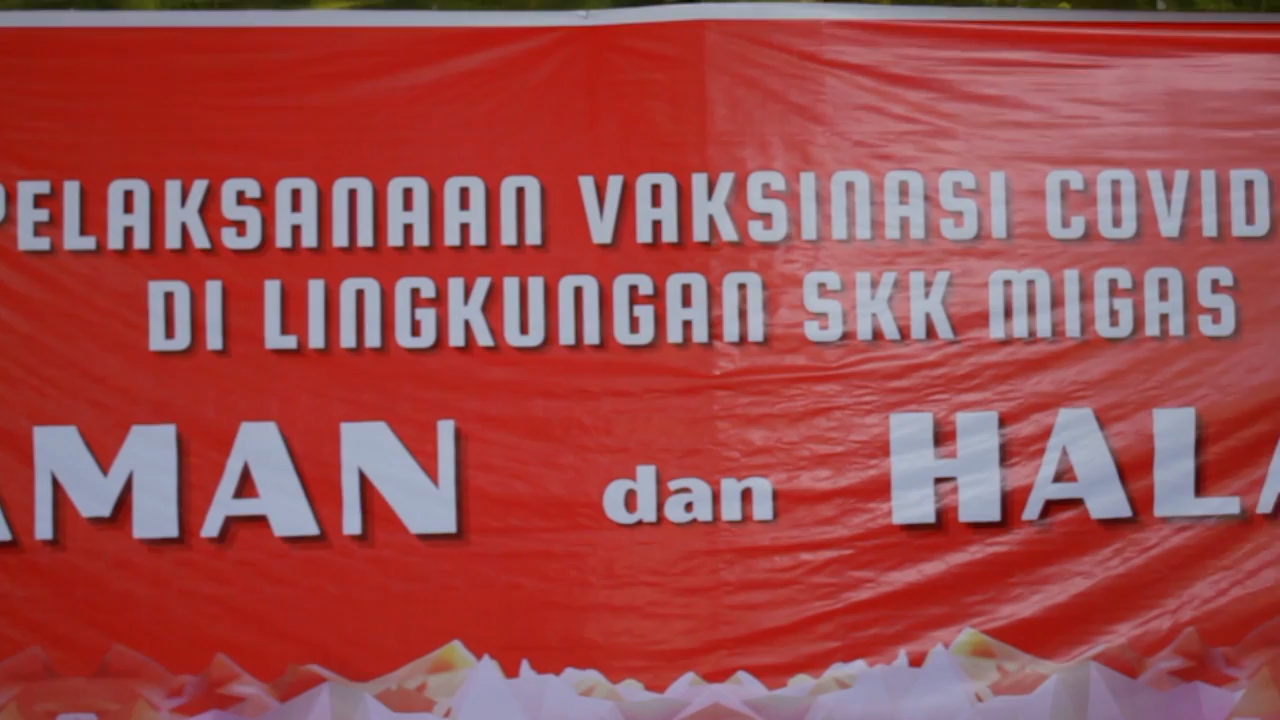 PELAKSANAAN VAKSINASI COVID
DI LINGKUNGAN SKK MIGAS
AMAN dan HALA